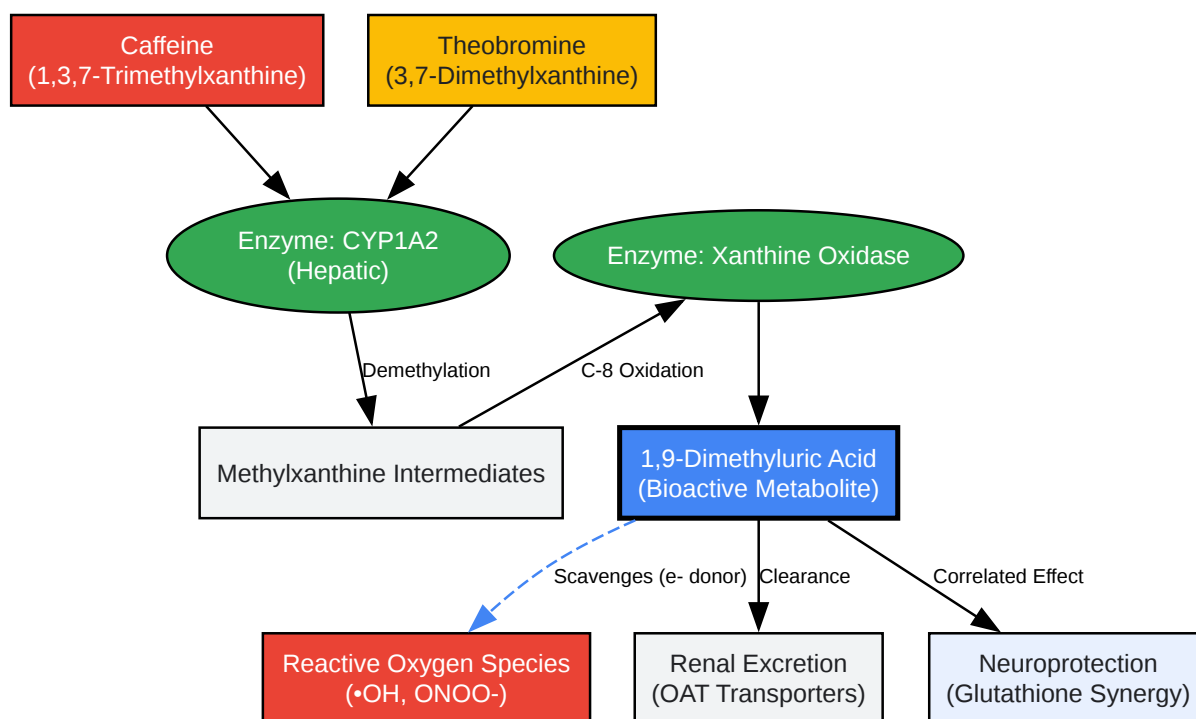 Caffeine
(1,3,7-Trimethylxanthine)
Theobromine
(3,7-Dimethylxanthine)
Enzyme: CYP1A2
(Hepatic)
Enzyme: Xanthine Oxidase
Demethylation
C-8 Oxidation
Methylxanthine Intermediates
1,9-Dimethyluric Acid
(Bioactive Metabolite)
Scavenges (e- donor)
Clearance
Correlated Effect
Reactive Oxygen Species
(•OH, ONOO-)
Renal Excretion
(OAT Transporters)
Neuroprotection
(Glutathione Synergy)